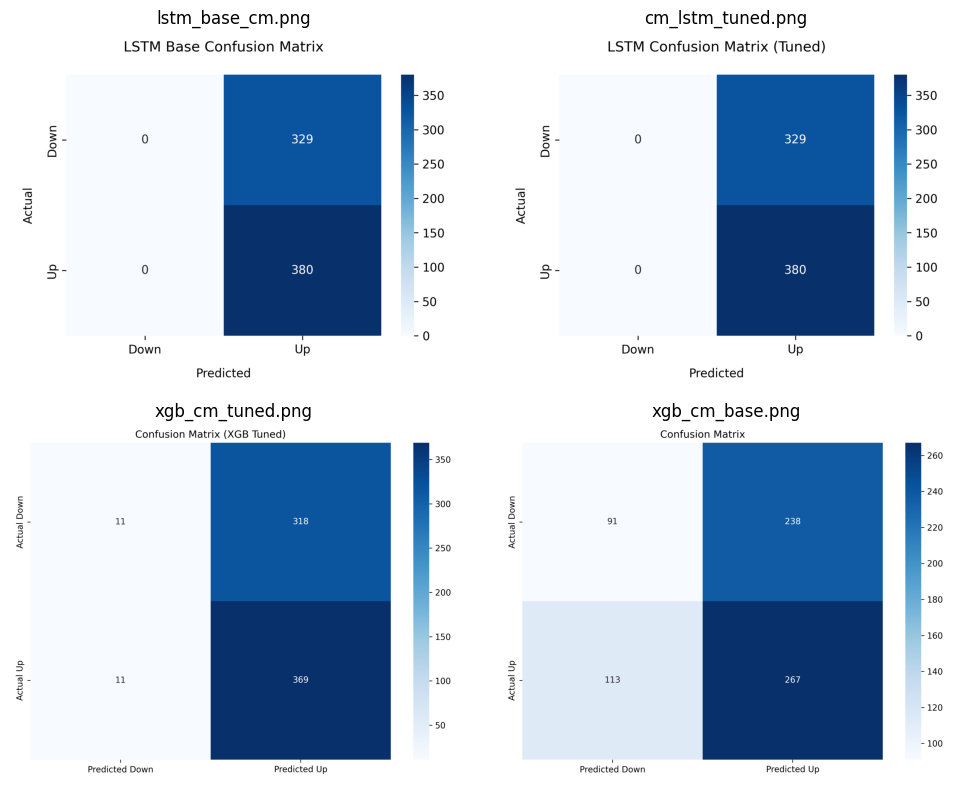 lstm_base_cm.png
LSTM Base Confusion Matrix
Down
0
329
Up
0
380
Actual
Down
Up
Predicted
350
300
250
200
150
100
50
0
cm_lstm_tuned.png
LSTM Confusion Matrix (Tuned)
Down
0
329
Up
0
380
Actual
Down
Up
Predicted
350
300
250
200
150
100
50
0
xgb_cm_tuned.png
Confusion Matrix (XGB Tuned)
Actual Down
11
318
Actual Up
11
369
Predicted Down
Predicted Up
350
300
250
200
150
100
50
xgb_cm_base.png
Confusion Matrix
Actual Down
91
238
Actual Up
113
267
Predicted Down
Predicted Up
260
240
220
200
180
160
140
120
100